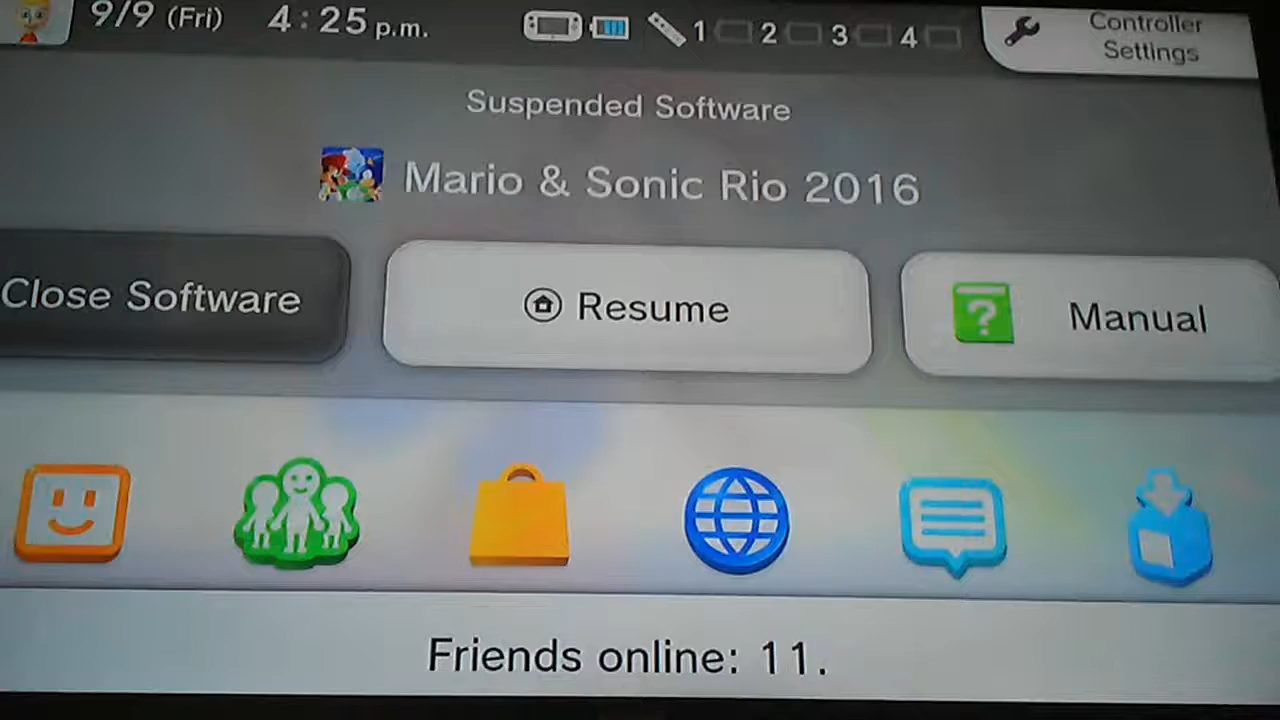 9/9 (Fri) 4:25 p.m. 1 2 3 4 Controller Settings
Suspended Software
Mario & Sonic Rio 2016
Close Software Resume ? Manual
Friends online: 11.